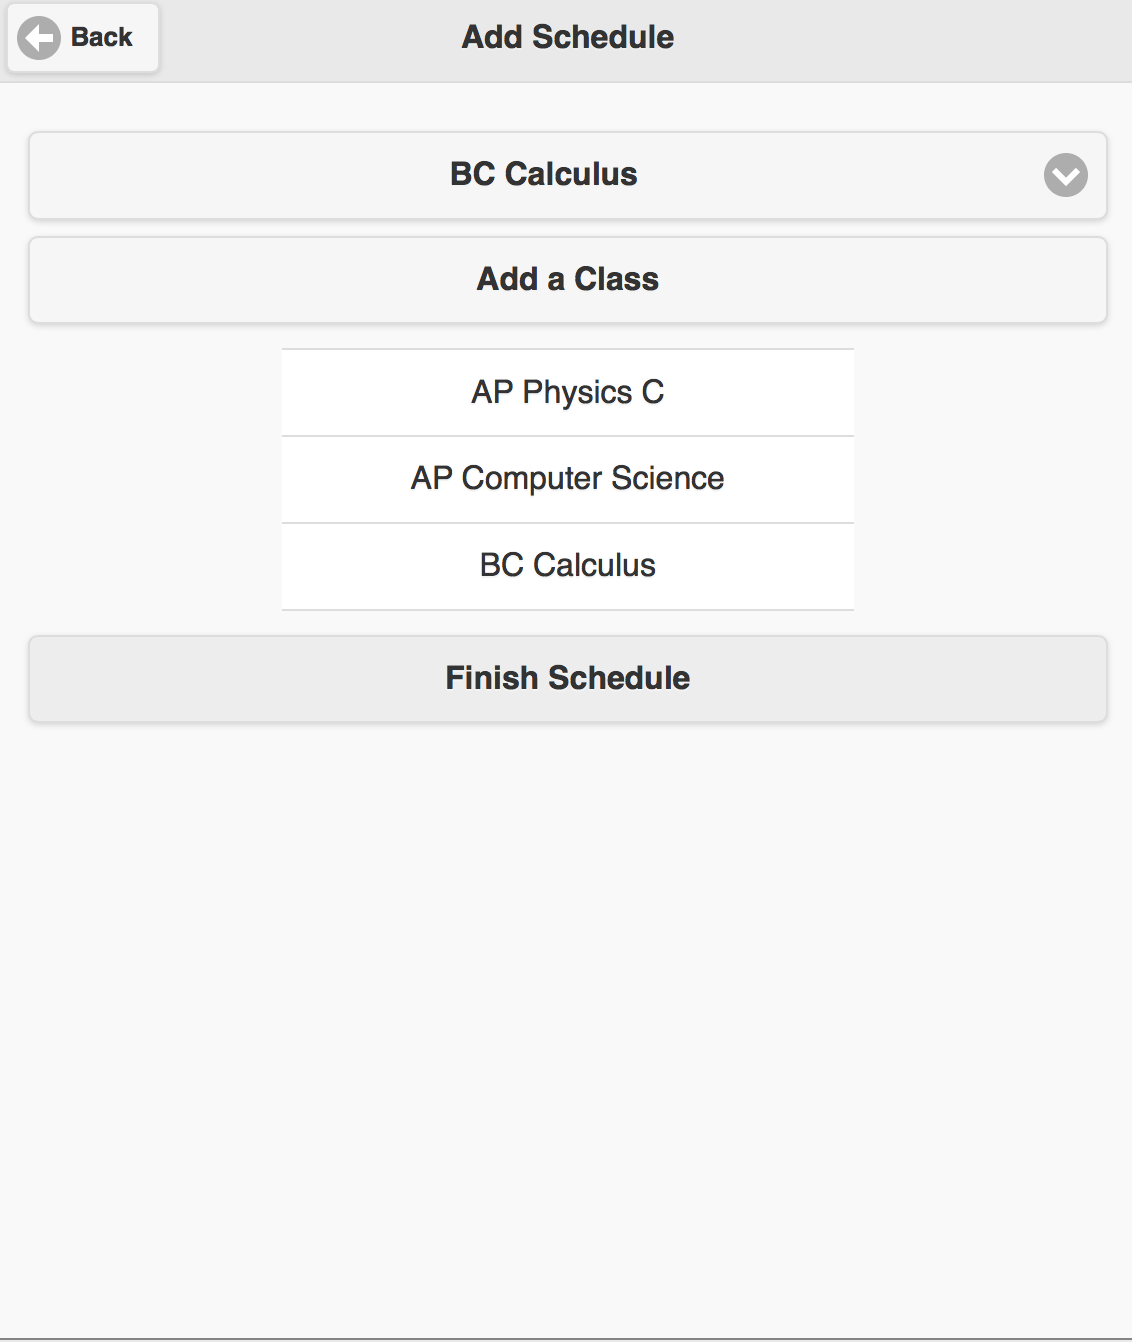 Back
Add Schedule
BC Calculus
Add a Class
AP Physics C
AP Computer Science
BC Calculus
Finish Schedule